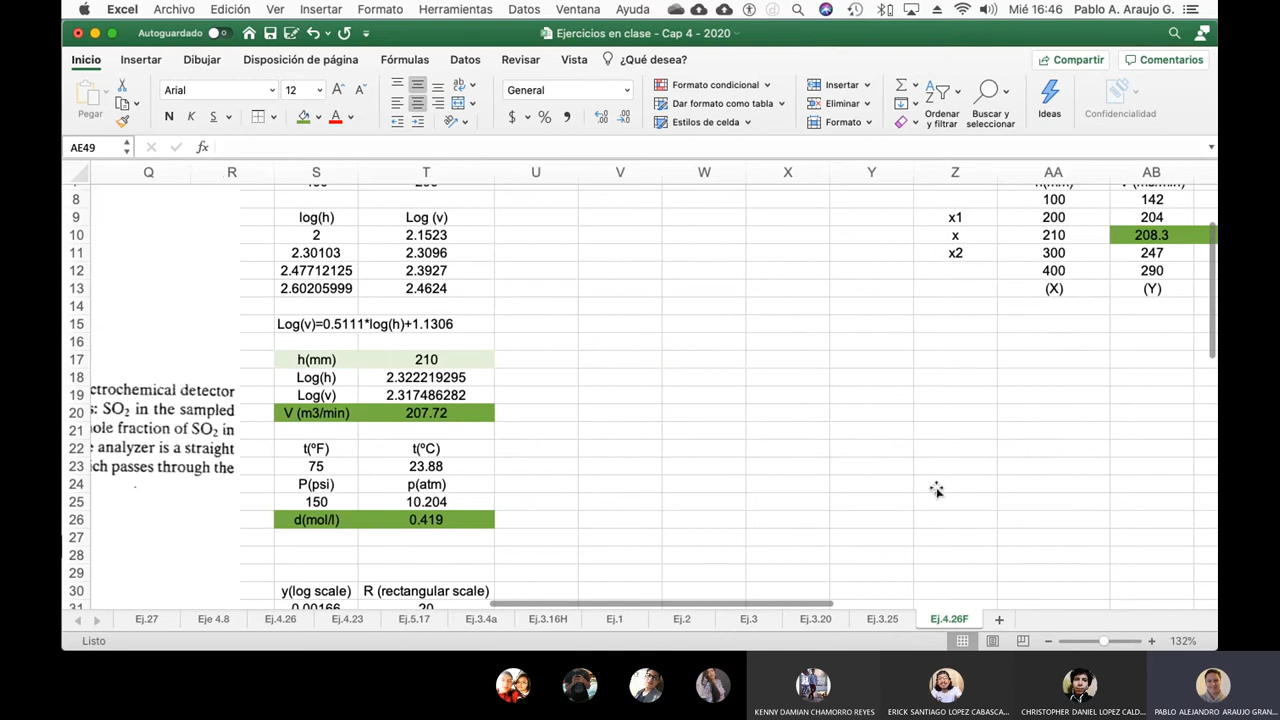 Excel Archivo Edición Ver Insertar Formato Herramientas Datos Ventana Ayuda Mié 16:46 Pablo A. Araujo G.
Autoguardado Ejercicios en clase - Cap 4 - 2020
Inicio Insertar Dibujar Disposición de página Fórmulas Datos Revisar Vista ¿Qué desea? Compartir Comentarios
Pegar Arial 12 General Formato condicional Insertar
Dar formato como tabla Eliminar
N K S A $ % Estilos de celda Formato Ordenar y filtrar Buscar y seleccionar Ideas Confidencialidad
AE49 fx
Q R S T U V W X Y Z AA AB
8 100 142
9 log(h) Log (v) x1 200 204
10 2 2.1523 x 210 208.3
11 2.30103 2.3096 x2 300 247
12 2.47712125 2.3927 400 290
13 2.60205999 2.4624 (X) (Y)
14
15 Log(v)=0.5111*log(h)+1.1306
16
17 h(mm) 210
18 Log(h) 2.322219295
19 ctrochemical detector Log(v) 2.317486282
20 s: SO2 in the sampled V (m3/min) 207.72
21 ole fraction of SO2 in
22 e analyzer is a straight t(ºF) t(ºC)
23 ch passes through the 75 23.88
24 P(psi) p(atm)
25 150 10.204
26 d(mol/l) 0.419
27
28
29
30 y(log scale) R (rectangular scale)
31 0.00166 20
Ej.27 Eje 4.8 Ej.4.26 Ej.4.23 Ej.5.17 Ej.3.4a Ej.3.16H Ej.1 Ej.2 Ej.3 Ej.3.20 Ej.3.25 Ej.4.26F
Listo 132%
KENNY DAMIAN CHAMORRO REYES ERICK SANTIAGO LOPEZ CABASCA... CHRISTOPHER DANIEL LOPEZ CALD... PABLO ALEJANDRO ARAUJO GRAN...